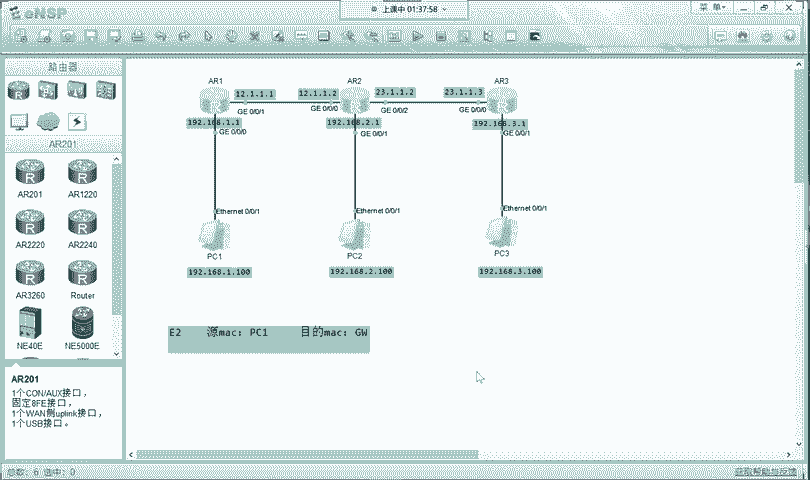 eNSP
上课中 01:37:58
菜 单
路由器
AR201
AR201
AR1220
AR2220
AR2240
AR3260
Router
NE40E
NE5000E
AR201
1个CON/AUX接口，
固定8FE接口，
1个WAN侧uplink接口，
1个USB接口。
AR1
AR2
AR3
12.1.1.1
12.1.1.2
23.1.1.2
23.1.1.3
GE 0/0/1
GE 0/0/0
GE 0/0/2
GE 0/0/0
192.168.1.1
192.168.2.1
192.168.3.1
GE 0/0/0
GE 0/0/1
GE 0/0/1
Ethernet 0/0/1
Ethernet 0/0/1
Ethernet 0/0/1
PC1
PC2
PC3
192.168.1.100
192.168.2.100
192.168.3.100
E2 源mac: PC1 目的mac: GW
总数: 6 选中: 0
获取帮助与反馈